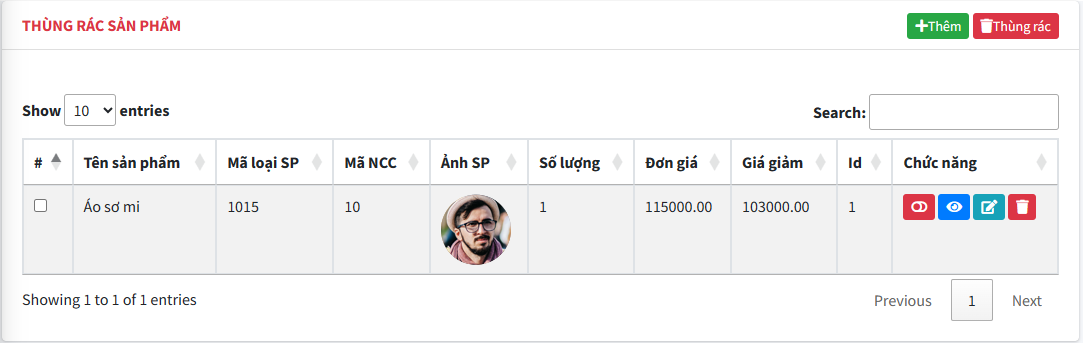 THÙNG RÁC SẢN PHẨM
Thêm Thùng rác
Show 10 entries
Search:
# Tên sản phẩm Mã loại SP Mã NCC Ảnh SP Số lượng Đơn giá Giá giảm Id Chức năng
Áo sơ mi 1015 10 1 115000.00 103000.00 1
Showing 1 to 1 of 1 entries
Previous 1 Next